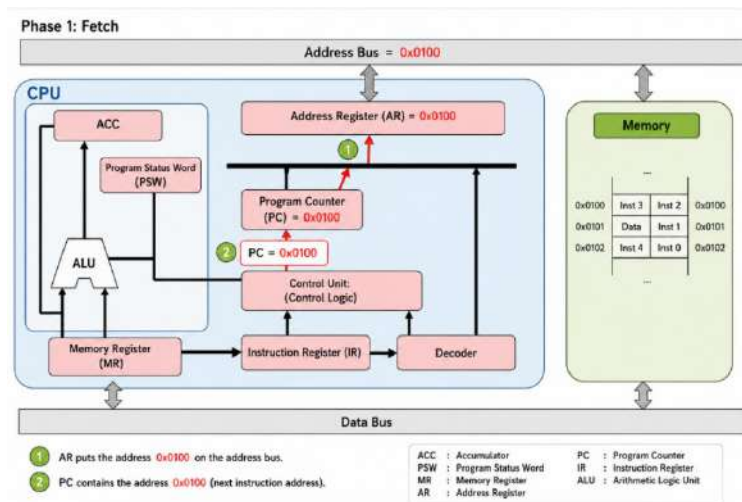 Phase 1: Fetch
Address Bus = 0x0100
CPU
ACC
Address Register (AR) = 0x0100
1
Program Status Word
(PSW)
Program Counter
(PC) = 0x0100
2
PC = 0x0100
ALU
Control Unit:
(Control Logic)
Memory Register
(MR)
Instruction Register (IR)
Decoder
Memory
...
0x0100 Inst 3 Inst 2 0x0100
0x0101 Data Inst 1 0x0101
0x0102 Inst 4 Inst 0 0x0102
...
Data Bus
1 AR puts the address 0x0100 on the address bus.
2 PC contains the address 0x0100 (next instruction address).
ACC : Accumulator
PSW : Program Status Word
MR : Memory Register
AR : Address Register
PC : Program Counter
IR : Instruction Register
ALU : Arithmetic Logic Unit